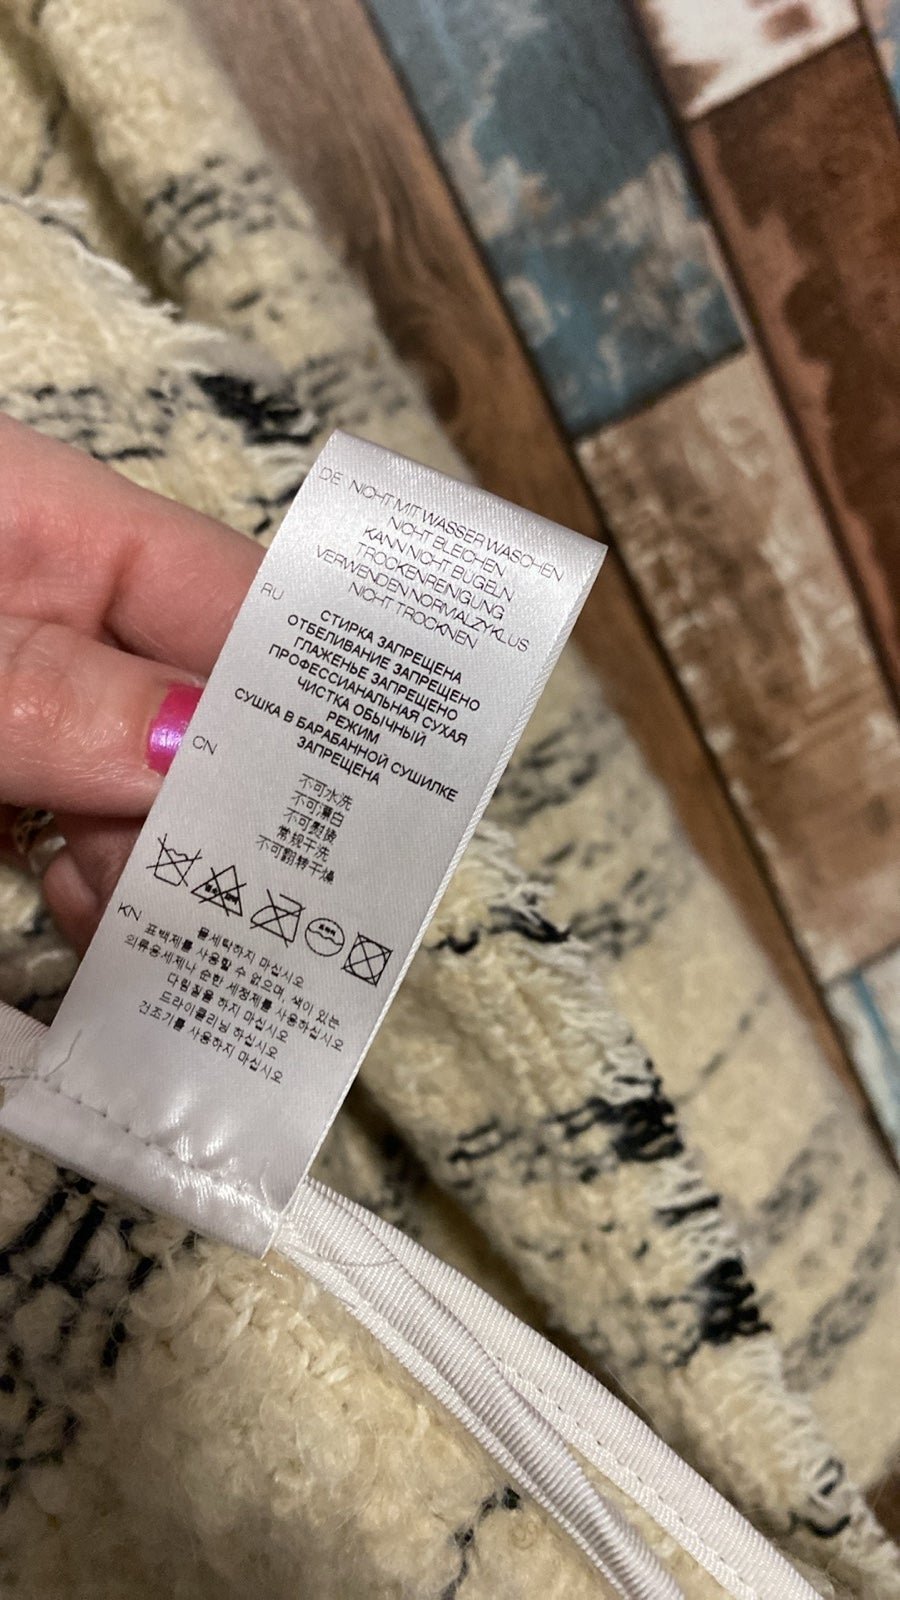 DE NICHT MIT WASSER WASCHEN
NICHT BLEICHEN
KANN NICHT BUGELN
TROCKENREINIGUNG
VERWENDEN NORMALZYKLUS
NICHT TROCKNEN
RU
СТИРКА ЗАПРЕЩЕНА
ОТБЕЛИВАНИЕ ЗАПРЕЩЕНО
ГЛАЖЕНЬЕ ЗАПРЕЩЕНО
ПРОФЕССИАНАЛЬНАЯ СУХАЯ
ЧИСТКА ОБЫЧНЫЙ
РЕЖИМ
СУШКА В БАРАБАННОЙ СУШИЛКЕ
ЗАПРЕЩЕНА
CN
不可水洗
不可漂白
不可熨烫
常规干洗
不可翻转干燥
KN
물세탁하지 마십시오
표백제를 사용할 수 없으며, 색이 있는
의류용세제나 순한 세정제를 사용하십시오
다림질을 하지 마십시오
드라이클리닝 하십시오
건조기를 사용하지 마십시오